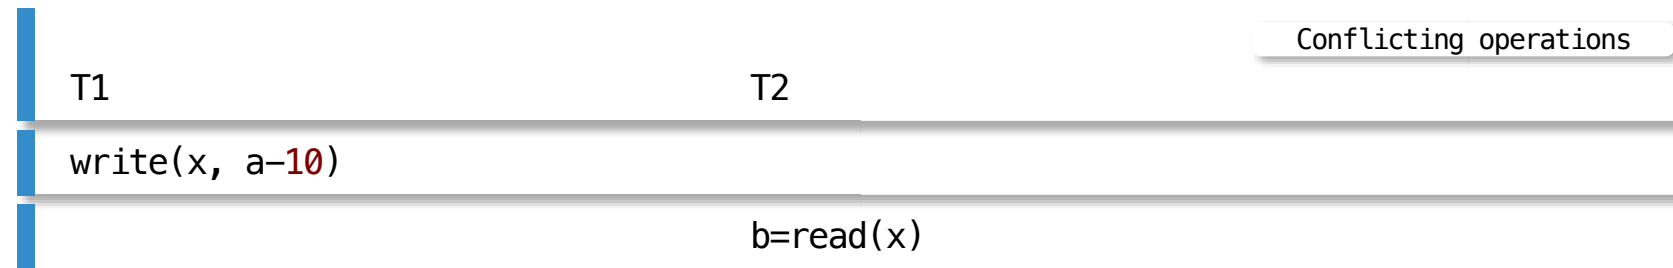 Conflicting operations
T1 T2
write(x, a–10)
b=read(x)